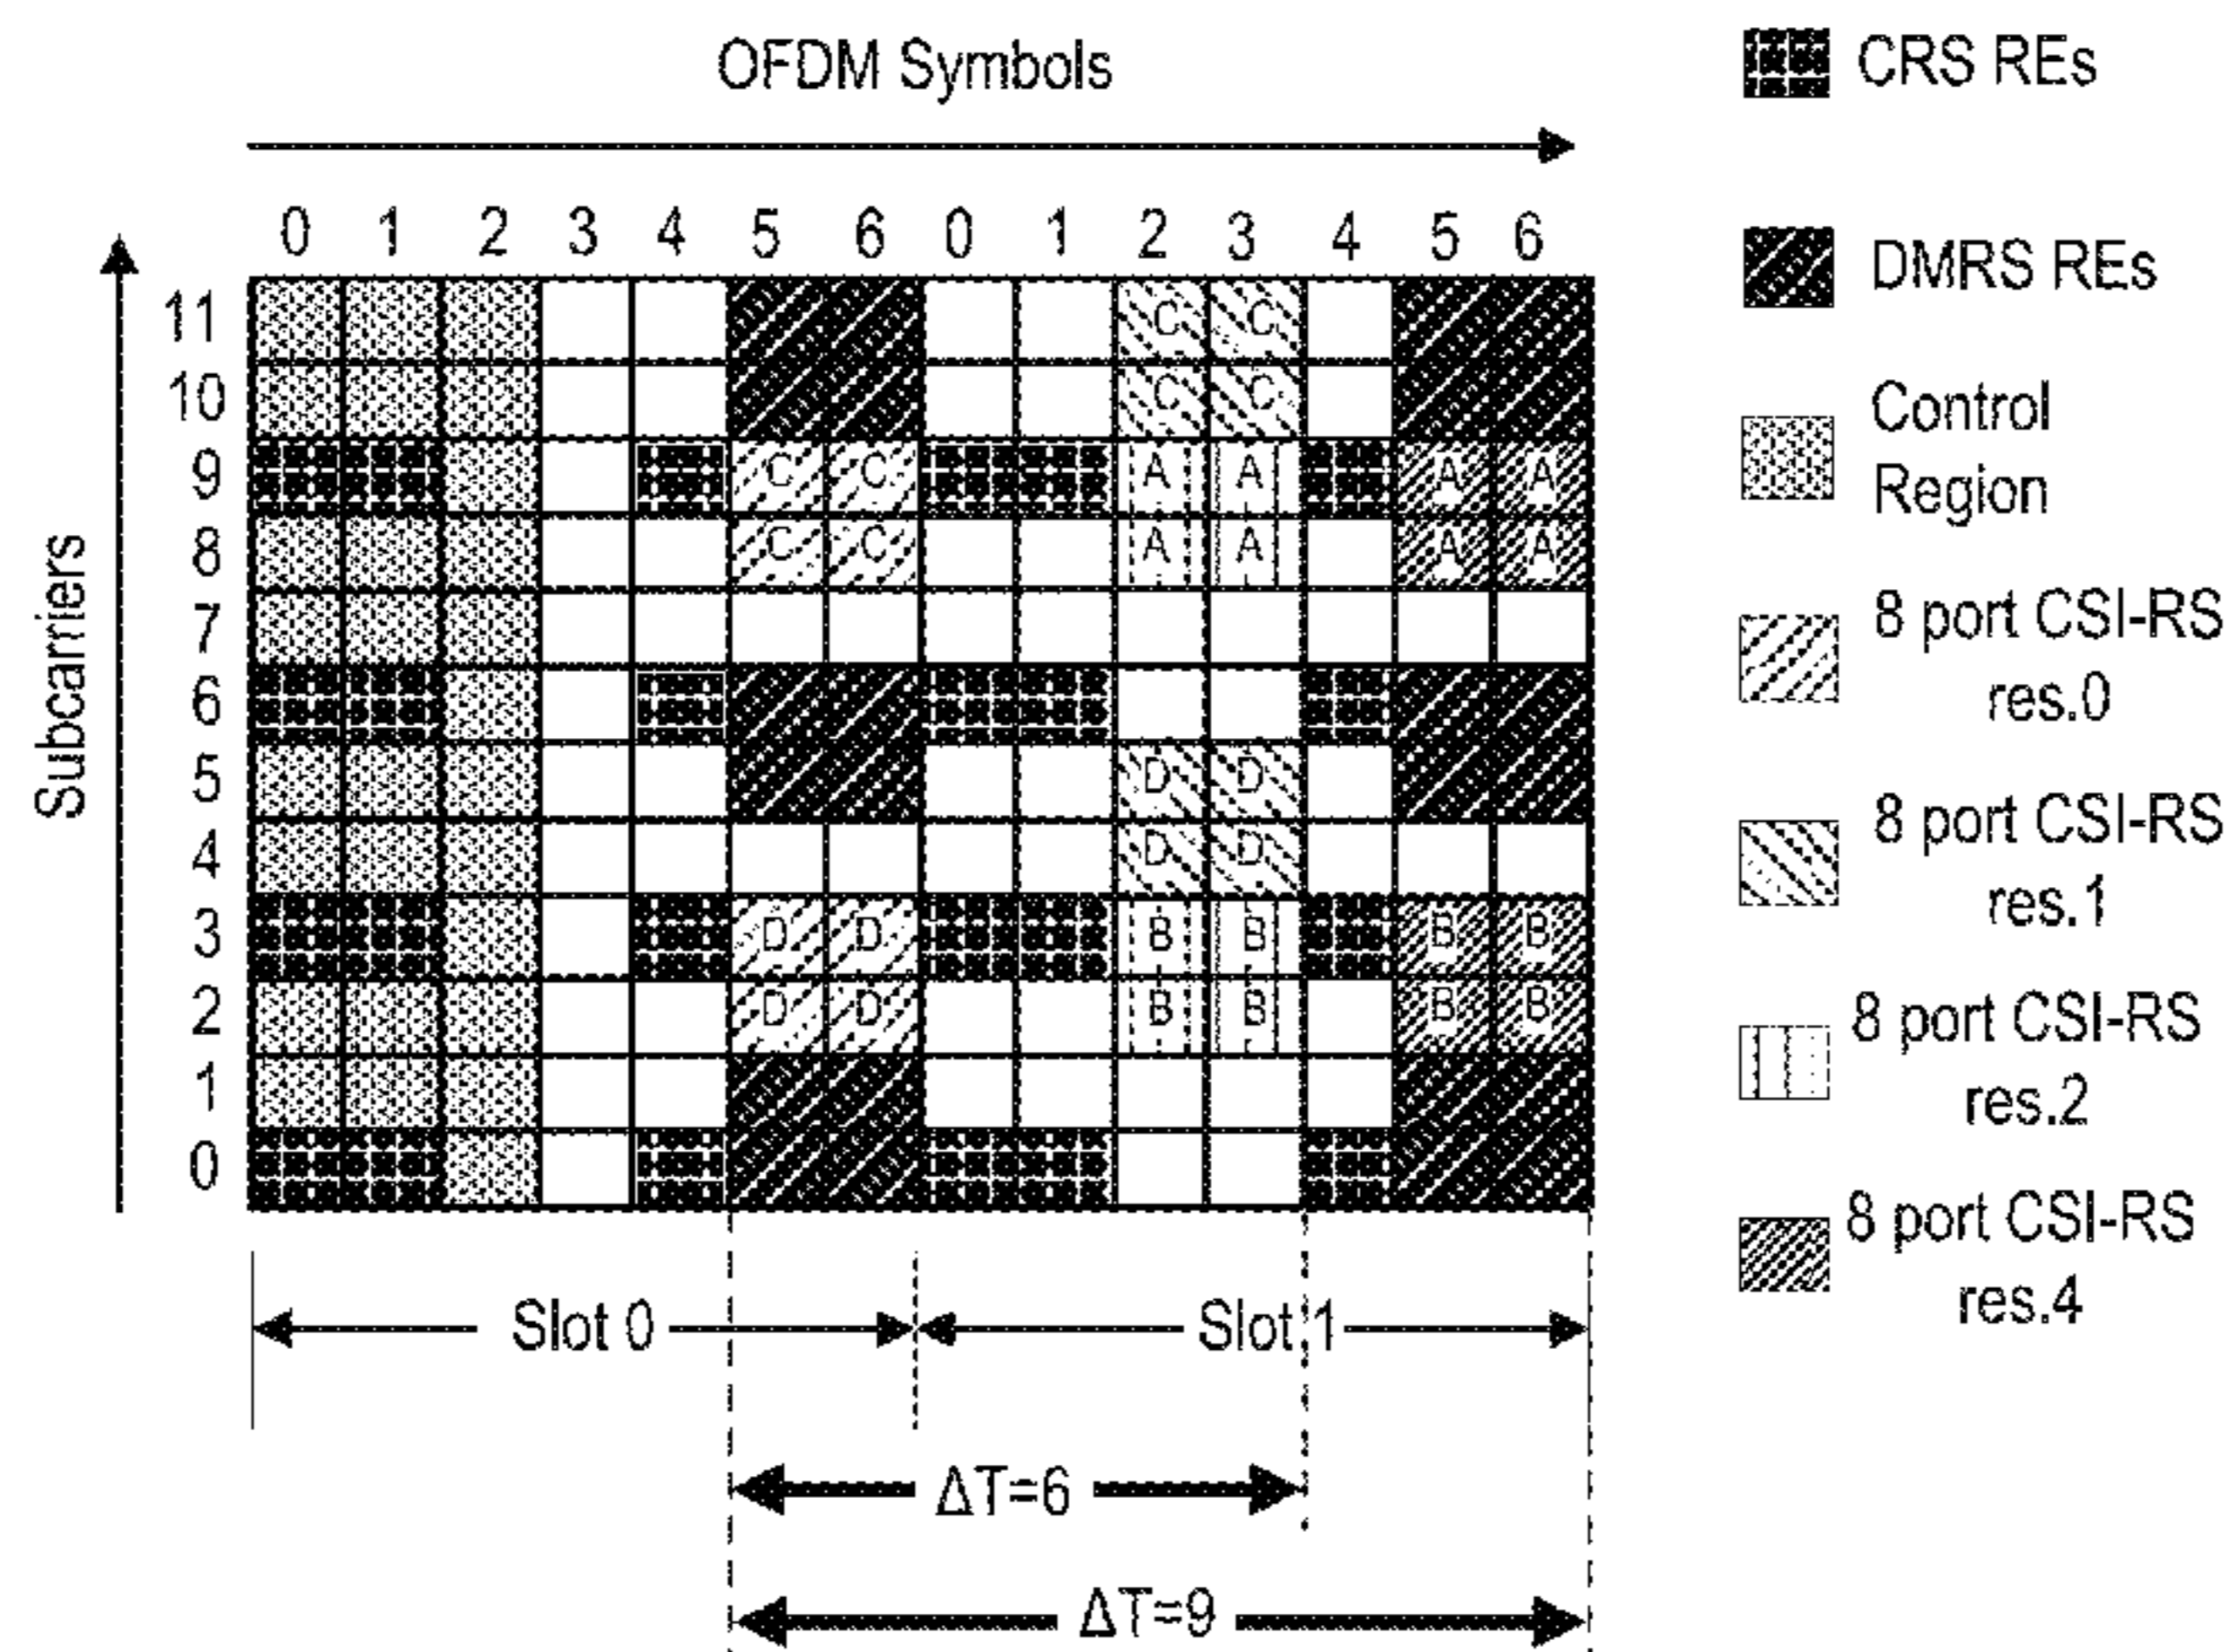 OFDM Symbols
0 1 2 3 4 5 6 0 1 2 3 4 5 6
Subcarriers
11 C C
10 C C
9 C C A A A A
8 C C A A A A
7
6
5 D D
4 D D
3 D D B B B B
2 D D B B B B
1
0
Slot 0 Slot 1
ΔT=6
ΔT=9
CRS REs
DMRS REs
Control
Region
8 port CSI-RS
res.0
8 port CSI-RS
res.1
8 port CSI-RS
res.2
8 port CSI-RS
res.4